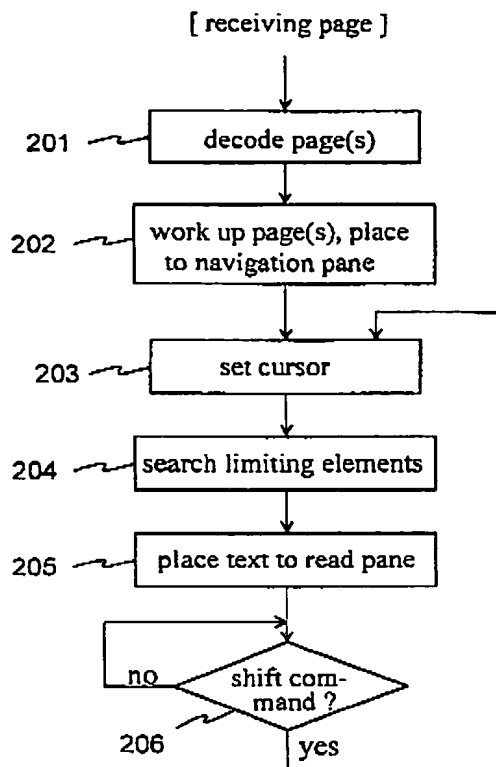 [ receiving page ]
201
decode page(s)
202
work up page(s), place
to navigation pane
203
set cursor
204
search limiting elements
205
place text to read pane
no
shift com-
mand ?
206
yes